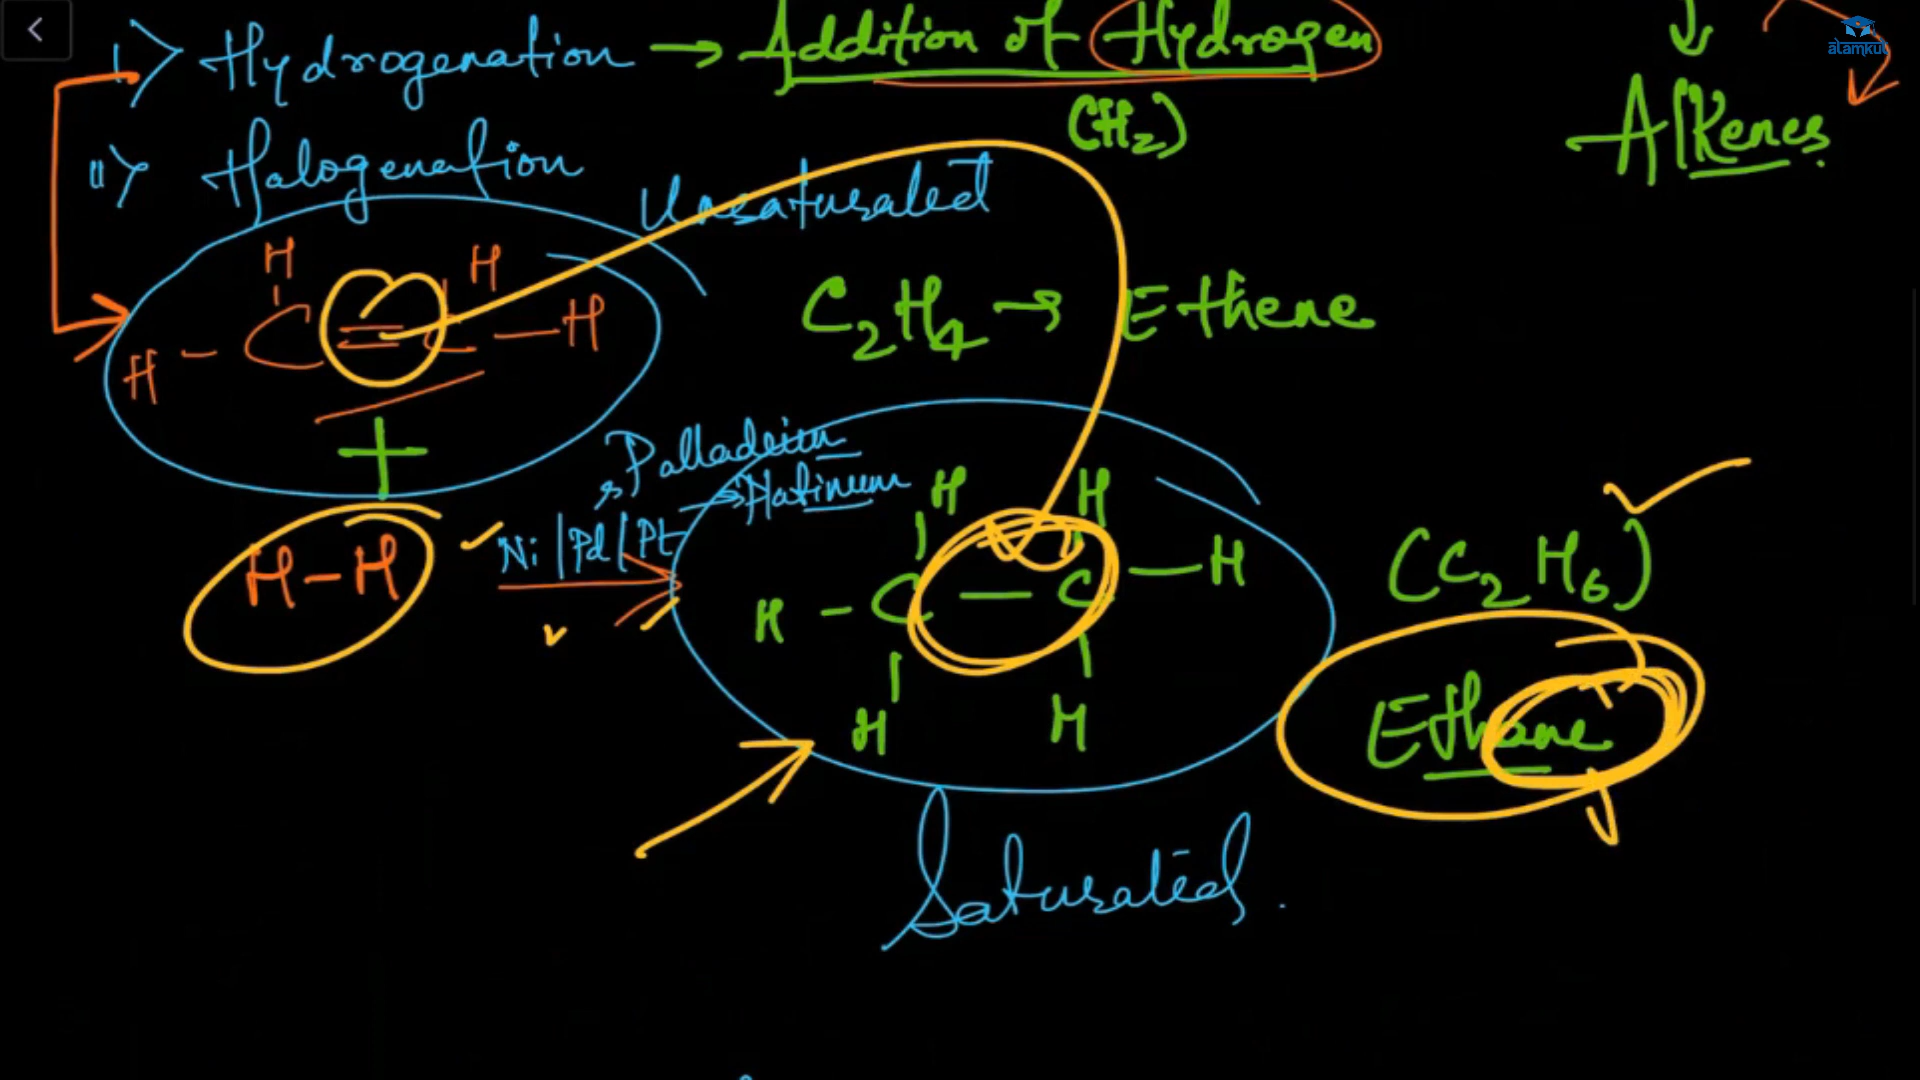 i> Hydrogenation → Addition of Hydrogen
(H₂)
alamkul
↓
Alkenes
ii> Halogenation
Unsaturated
H H
H - C = C - H
C₂H₄ → Ethene
+
Palladium
Platinum
H - H
Ni | Pd | Pt
H H
H - C - C - H
H H
(C₂H₆)
Ethane
Saturated.